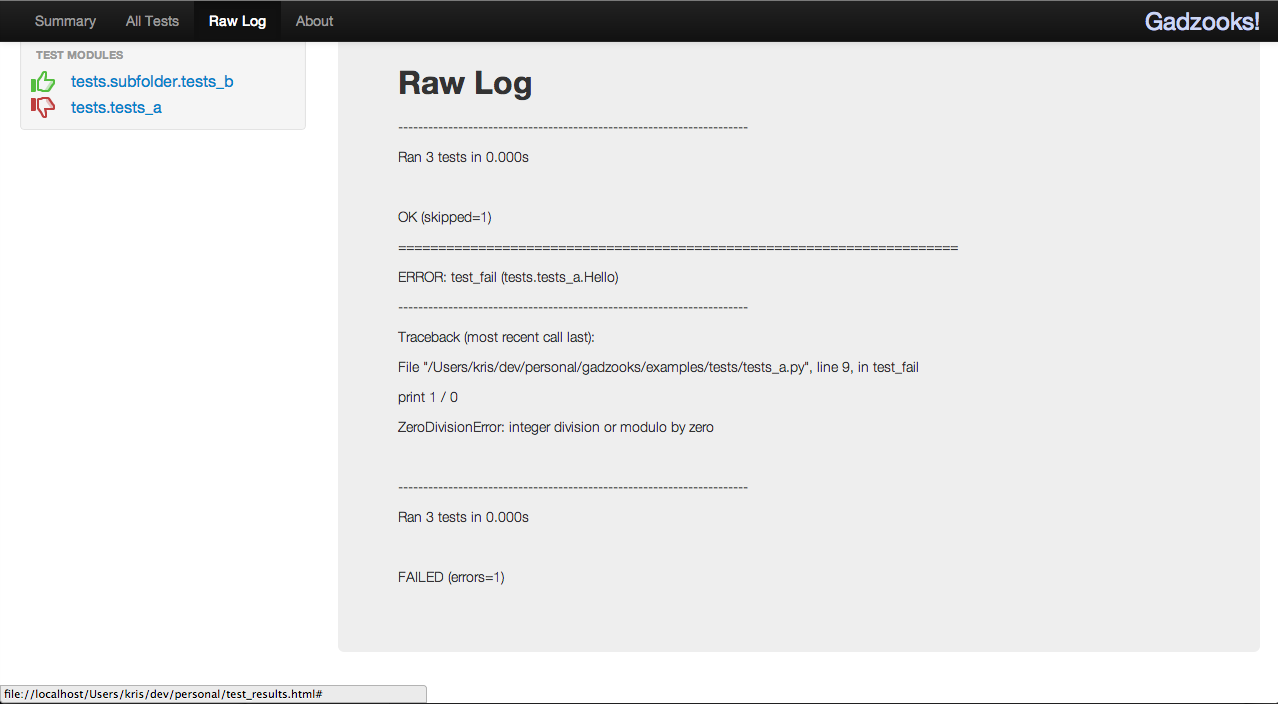 Summary All Tests Raw Log About Gadzooks!
TEST MODULES
tests.subfolder.tests_b
tests.tests_a
Raw Log
----------------------------------------------------------------------
Ran 3 tests in 0.000s
OK (skipped=1)
======================================================================
ERROR: test_fail (tests.tests_a.Hello)
----------------------------------------------------------------------
Traceback (most recent call last):
File "/Users/kris/dev/personal/gadzooks/examples/tests/tests_a.py", line 9, in test_fail
print 1 / 0
ZeroDivisionError: integer division or modulo by zero
----------------------------------------------------------------------
Ran 3 tests in 0.000s
FAILED (errors=1)
file://localhost/Users/kris/dev/personal/test_results.html#